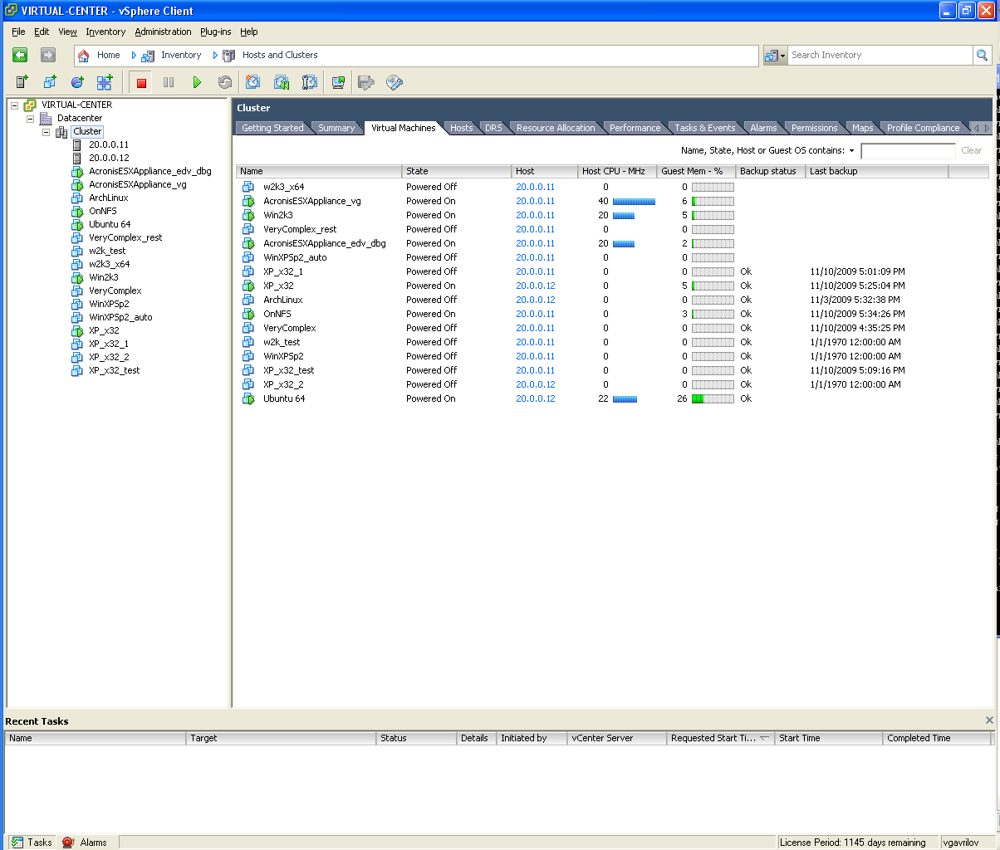 VIRTUAL-CENTER - vSphere Client
File Edit View Inventory Administration Plug-ins Help
Home Inventory Hosts and Clusters Search Inventory
VIRTUAL-CENTER
Datacenter
Cluster
20.0.0.11
20.0.0.12
AcronisESXAppliance_edv_dbg
AcronisESXAppliance_vg
ArchLinux
OnNFS
Ubuntu 64
VeryComplex_rest
w2k_test
w2k3_x64
Win2k3
VeryComplex
WinXPSp2
WinXPSp2_auto
XP_x32
XP_x32_1
XP_x32_2
XP_x32_test
Cluster
Getting Started Summary Virtual Machines Hosts DRS Resource Allocation Performance Tasks & Events Alarms Permissions Maps Profile Compliance
Name, State, Host or Guest OS contains: Clear
Name State Host Host CPU - MHz Guest Mem - % Backup status Last backup
w2k3_x64 Powered Off 20.0.0.11 0 0
AcronisESXAppliance_vg Powered On 20.0.0.11 40 6
Win2k3 Powered On 20.0.0.11 20 5
VeryComplex_rest Powered Off 20.0.0.11 0 0
AcronisESXAppliance_edv_dbg Powered On 20.0.0.11 20 2
WinXPSp2_auto Powered Off 20.0.0.11 0 0
XP_x32_1 Powered Off 20.0.0.11 0 0 Ok 11/10/2009 5:01:09 PM
XP_x32 Powered On 20.0.0.12 0 5 Ok 11/10/2009 5:25:04 PM
ArchLinux Powered Off 20.0.0.12 0 0 Ok 11/3/2009 5:32:38 PM
OnNFS Powered On 20.0.0.11 0 3 Ok 11/10/2009 5:34:26 PM
VeryComplex Powered Off 20.0.0.11 0 0 Ok 11/10/2009 4:35:25 PM
w2k_test Powered Off 20.0.0.11 0 0 Ok 1/1/1970 12:00:00 AM
WinXPSp2 Powered Off 20.0.0.11 0 0 Ok 1/1/1970 12:00:00 AM
XP_x32_test Powered Off 20.0.0.11 0 0 Ok 11/10/2009 5:09:16 PM
XP_x32_2 Powered Off 20.0.0.12 0 0 Ok 1/1/1970 12:00:00 AM
Ubuntu 64 Powered On 20.0.0.12 22 26 Ok
Recent Tasks
Name Target Status Details Initiated by vCenter Server Requested Start Ti... Start Time Completed Time
Tasks Alarms License Period: 1145 days remaining vgavrilov